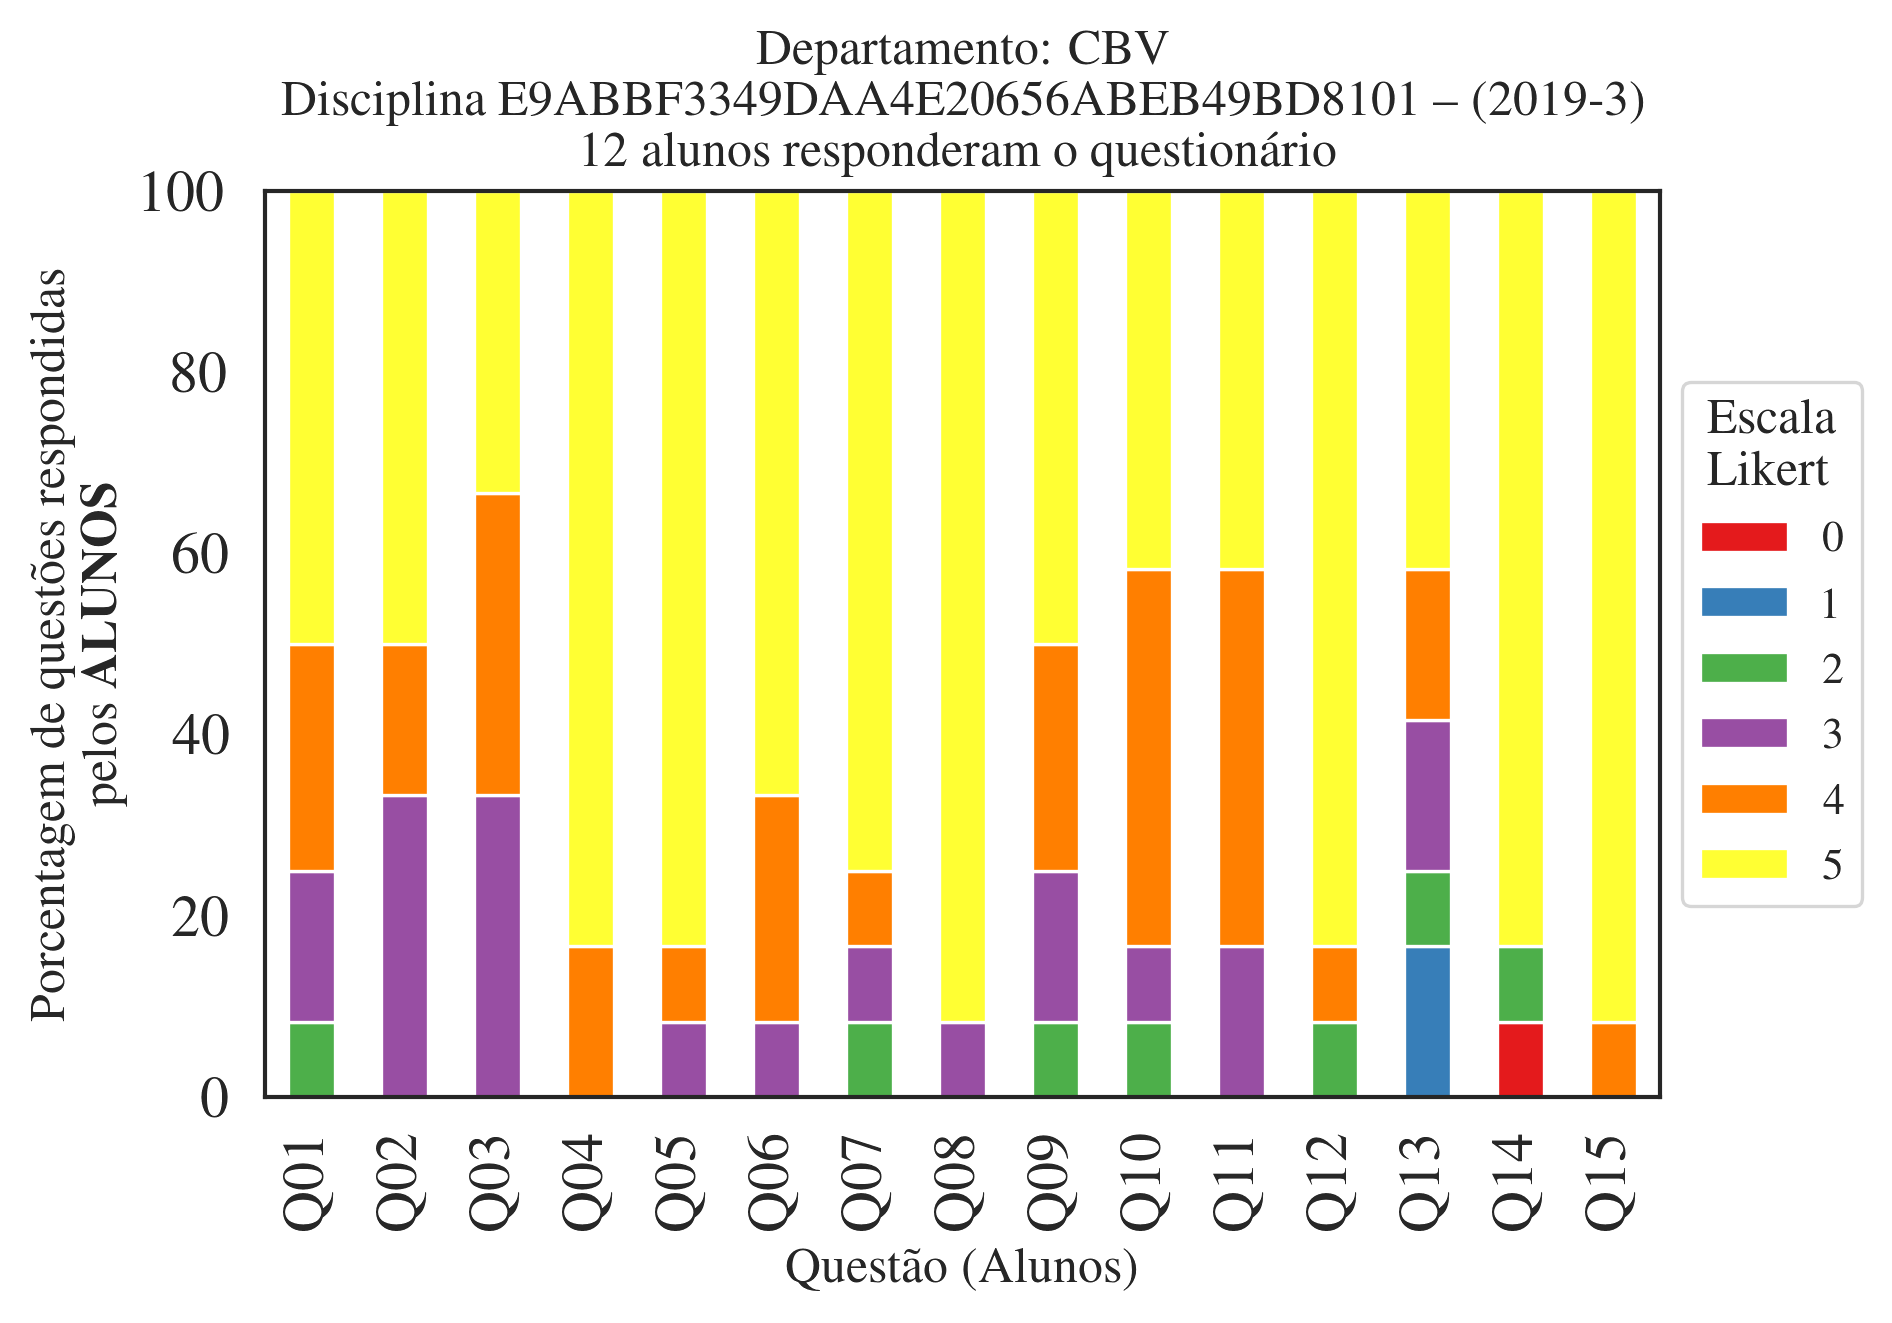 Departamento: CBV
Disciplina E9ABBF3349DAA4E20656ABEB49BD8101 – (2019-3)
12 alunos responderam o questionário
Porcentagem de questões respondidas
pelos ALUNOS
100
80
60
40
20
0
Q01
Q02
Q03
Q04
Q05
Q06
Q07
Q08
Q09
Q10
Q11
Q12
Q13
Q14
Q15
Questão (Alunos)
Escala
Likert
0
1
2
3
4
5